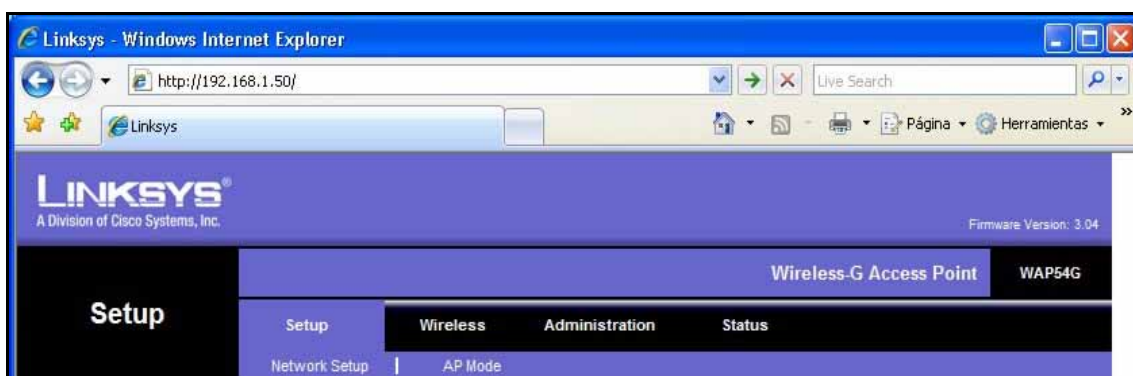 Linksys - Windows Internet Explorer
http://192.168.1.50/
Live Search
Linksys
Página
Herramientas
»
LINKSYS®
A Division of Cisco Systems, Inc.
Firmware Version: 3.04
Wireless-G Access Point
WAP54G
Setup
Setup
Wireless
Administration
Status
Network Setup | AP Mode